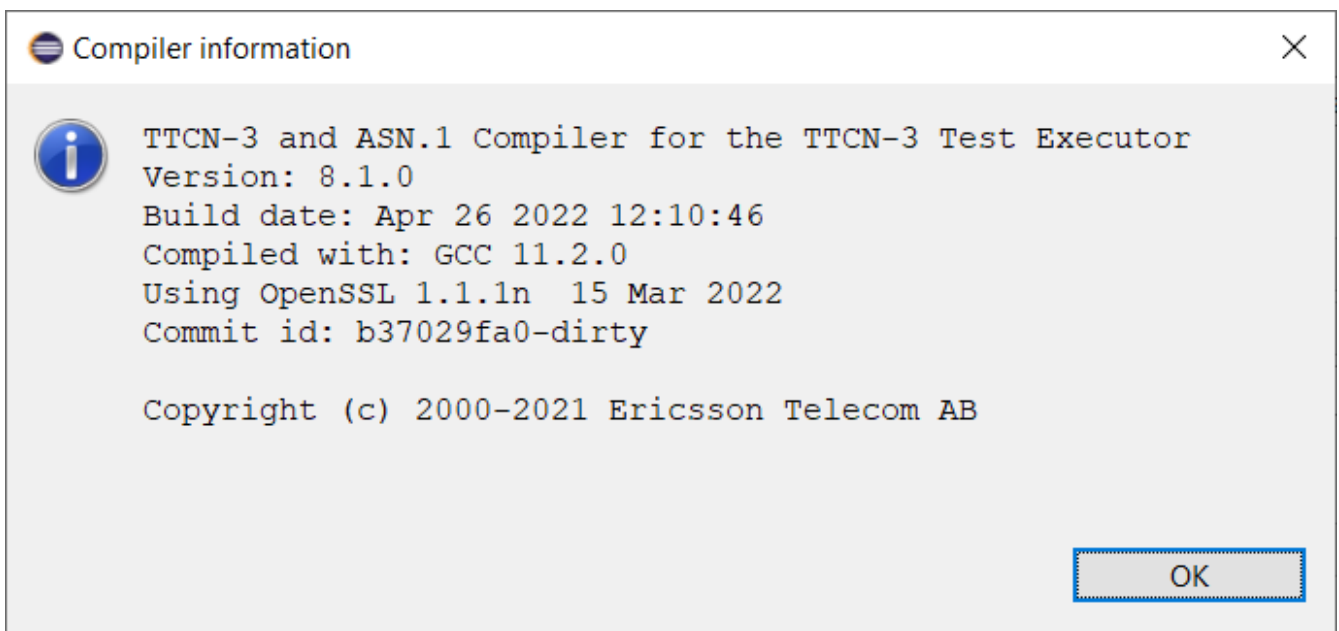 Compiler information
TTCN-3 and ASN.1 Compiler for the TTCN-3 Test Executor
Version: 8.1.0
Build date: Apr 26 2022 12:10:46
Compiled with: GCC 11.2.0
Using OpenSSL 1.1.1n  15 Mar 2022
Commit id: b37029fa0-dirty
Copyright (c) 2000-2021 Ericsson Telecom AB
OK